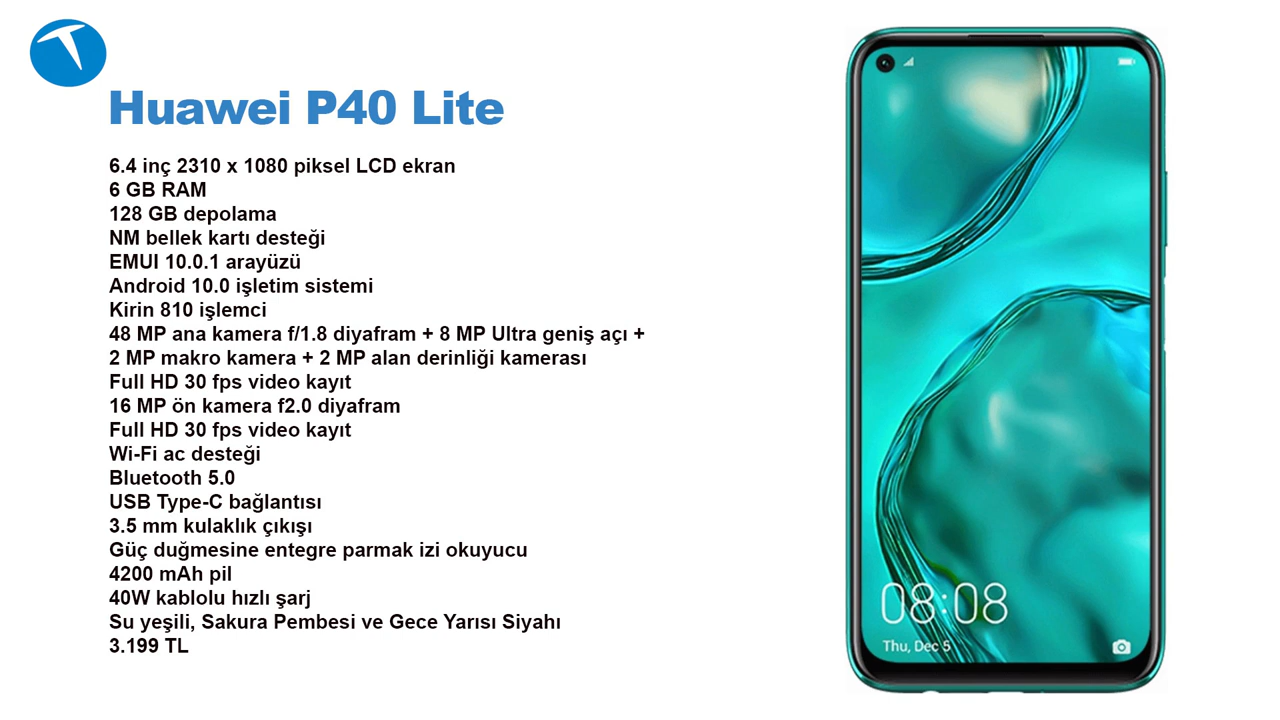 Huawei P40 Lite
6.4 inç 2310 x 1080 piksel LCD ekran
6 GB RAM
128 GB depolama
NM bellek kartı desteği
EMUI 10.0.1 arayüzü
Android 10.0 işletim sistemi
Kirin 810 işlemci
48 MP ana kamera f/1.8 diyafram + 8 MP Ultra geniş açı +
2 MP makro kamera + 2 MP alan derinliği kamerası
Full HD 30 fps video kayıt
16 MP ön kamera f2.0 diyafram
Full HD 30 fps video kayıt
Wi-Fi ac desteği
Bluetooth 5.0
USB Type-C bağlantısı
3.5 mm kulaklık çıkışı
Güç duğmesine entegre parmak izi okuyucu
4200 mAh pil
40W kablolu hızlı şarj
Su yeşili, Sakura Pembesi ve Gece Yarısı Siyahı
3.199 TL
08:08
Thu, Dec 5